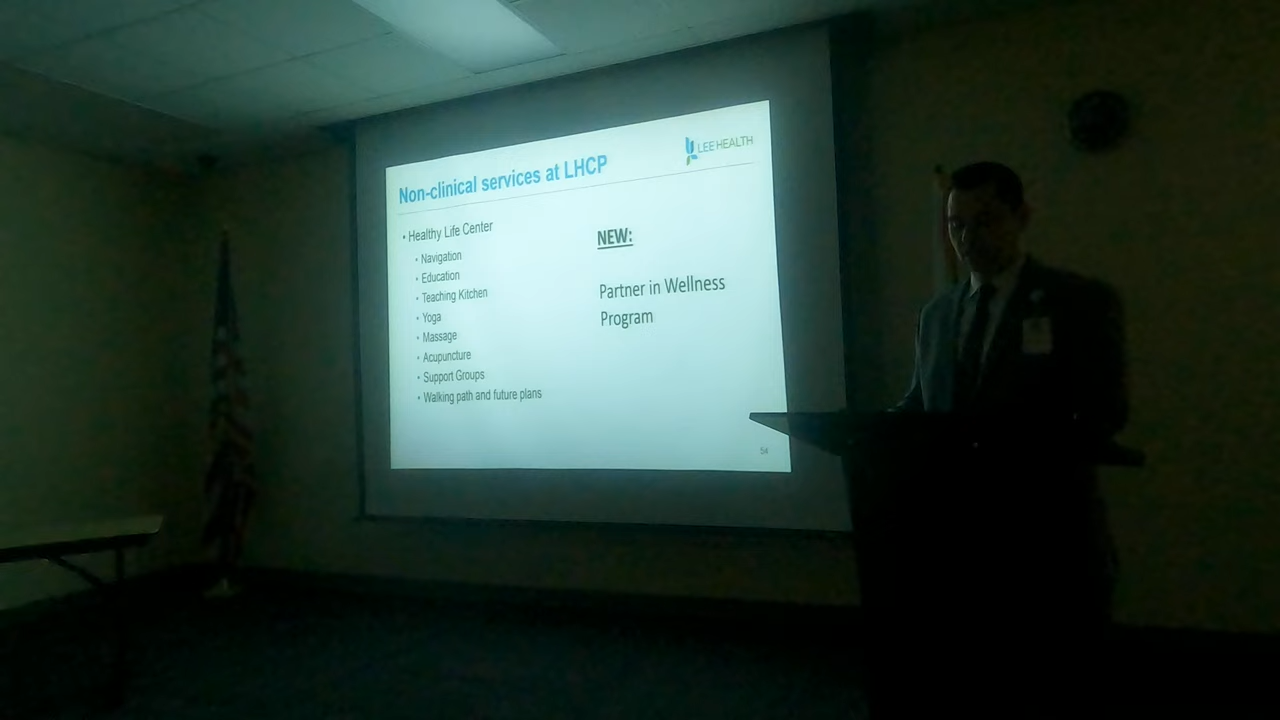 Non-clinical services at LHCP
LEE HEALTH
• Healthy Life Center
• Navigation
• Education
• Teaching Kitchen
• Yoga
• Massage
• Acupuncture
• Support Groups
• Walking path and future plans
NEW:
Partner in Wellness
Program
54